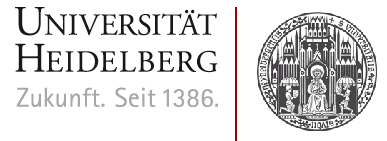 UNIVERSITÄT
HEIDELBERG
Zukunft. Seit 1386.